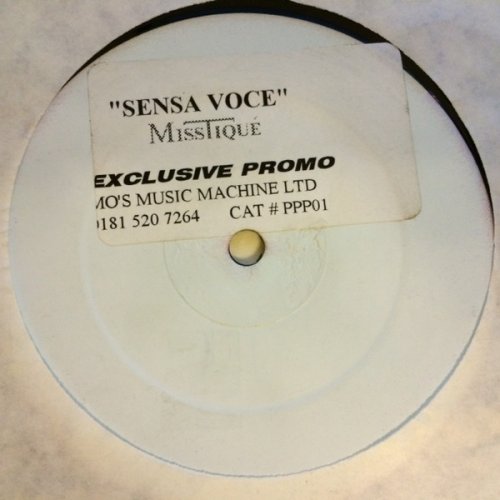 "SENSA VOCE"
MISSTIQUÉ
EXCLUSIVE PROMO
MO'S MUSIC MACHINE LTD
0181 520 7264 CAT # PPP01